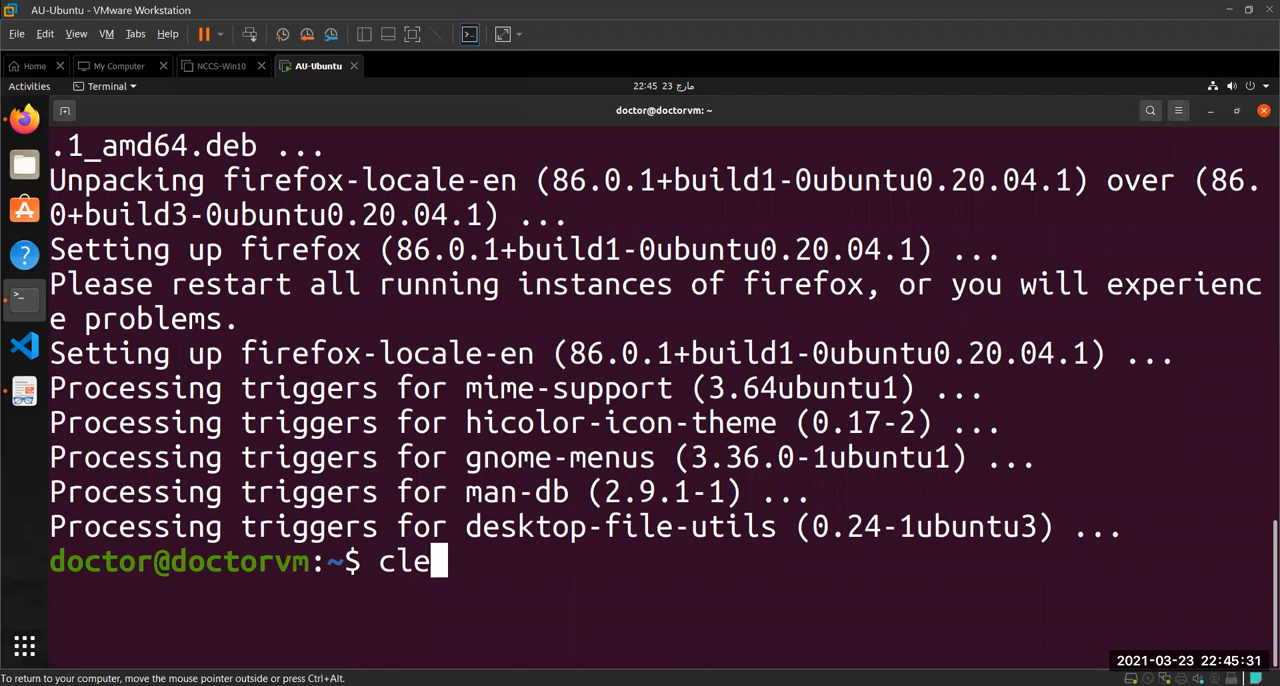 AU-Ubuntu - VMware Workstation
File Edit View VM Tabs Help
Home My Computer NCCS-Win10 AU-Ubuntu
Activities Terminal 22:45 23 مارچ
doctor@doctorvm: ~
.1_amd64.deb ...
Unpacking firefox-locale-en (86.0.1+build1-0ubuntu0.20.04.1) over (86.
0+build3-0ubuntu0.20.04.1) ...
Setting up firefox (86.0.1+build1-0ubuntu0.20.04.1) ...
Please restart all running instances of firefox, or you will experienc
e problems.
Setting up firefox-locale-en (86.0.1+build1-0ubuntu0.20.04.1) ...
Processing triggers for mime-support (3.64ubuntu1) ...
Processing triggers for hicolor-icon-theme (0.17-2) ...
Processing triggers for gnome-menus (3.36.0-1ubuntu1) ...
Processing triggers for man-db (2.9.1-1) ...
Processing triggers for desktop-file-utils (0.24-1ubuntu3) ...
doctor@doctorvm:~$ cle
2021-03-23 22:45:31
To return to your computer, move the mouse pointer outside or press Ctrl+Alt.